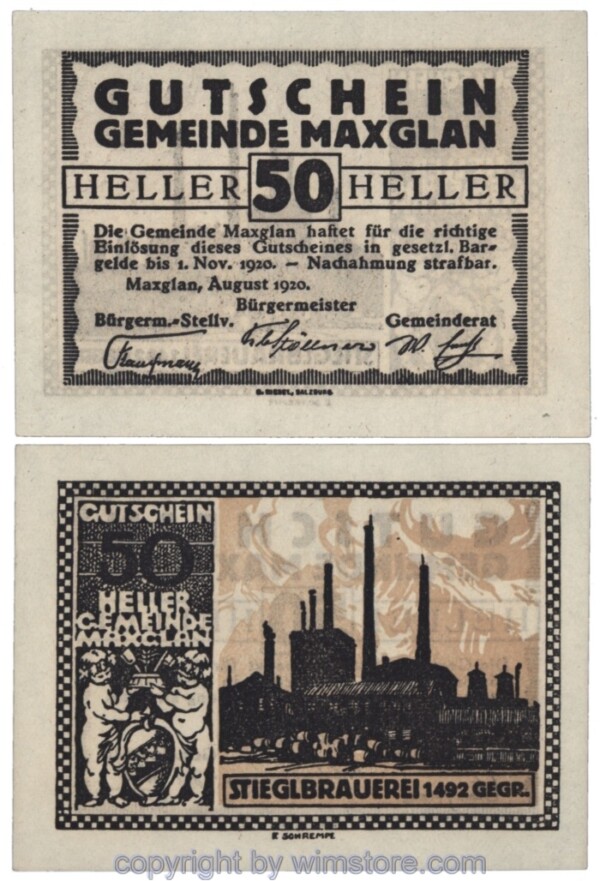 GUTSCHEIN
GEMEINDE MAXGLAN
HELLER 50 HELLER
Die Gemeinde Maxglan haftet für die richtige
Einlösung dieses Gutscheines in gesetzl. Bar-
gelde bis 1. Nov. 1920. – Nachahmung strafbar.
Maxglan, August 1920.
Bürgermeister
Bürgerm.-Stellv. Gemeinderat
GUTSCHEIN
50
HELLER
GEMEINDE
MAXGLAN
STIEGLBRAUEREI 1492 GEGR.
F. SCHREMPF
copyright by wimstore.com